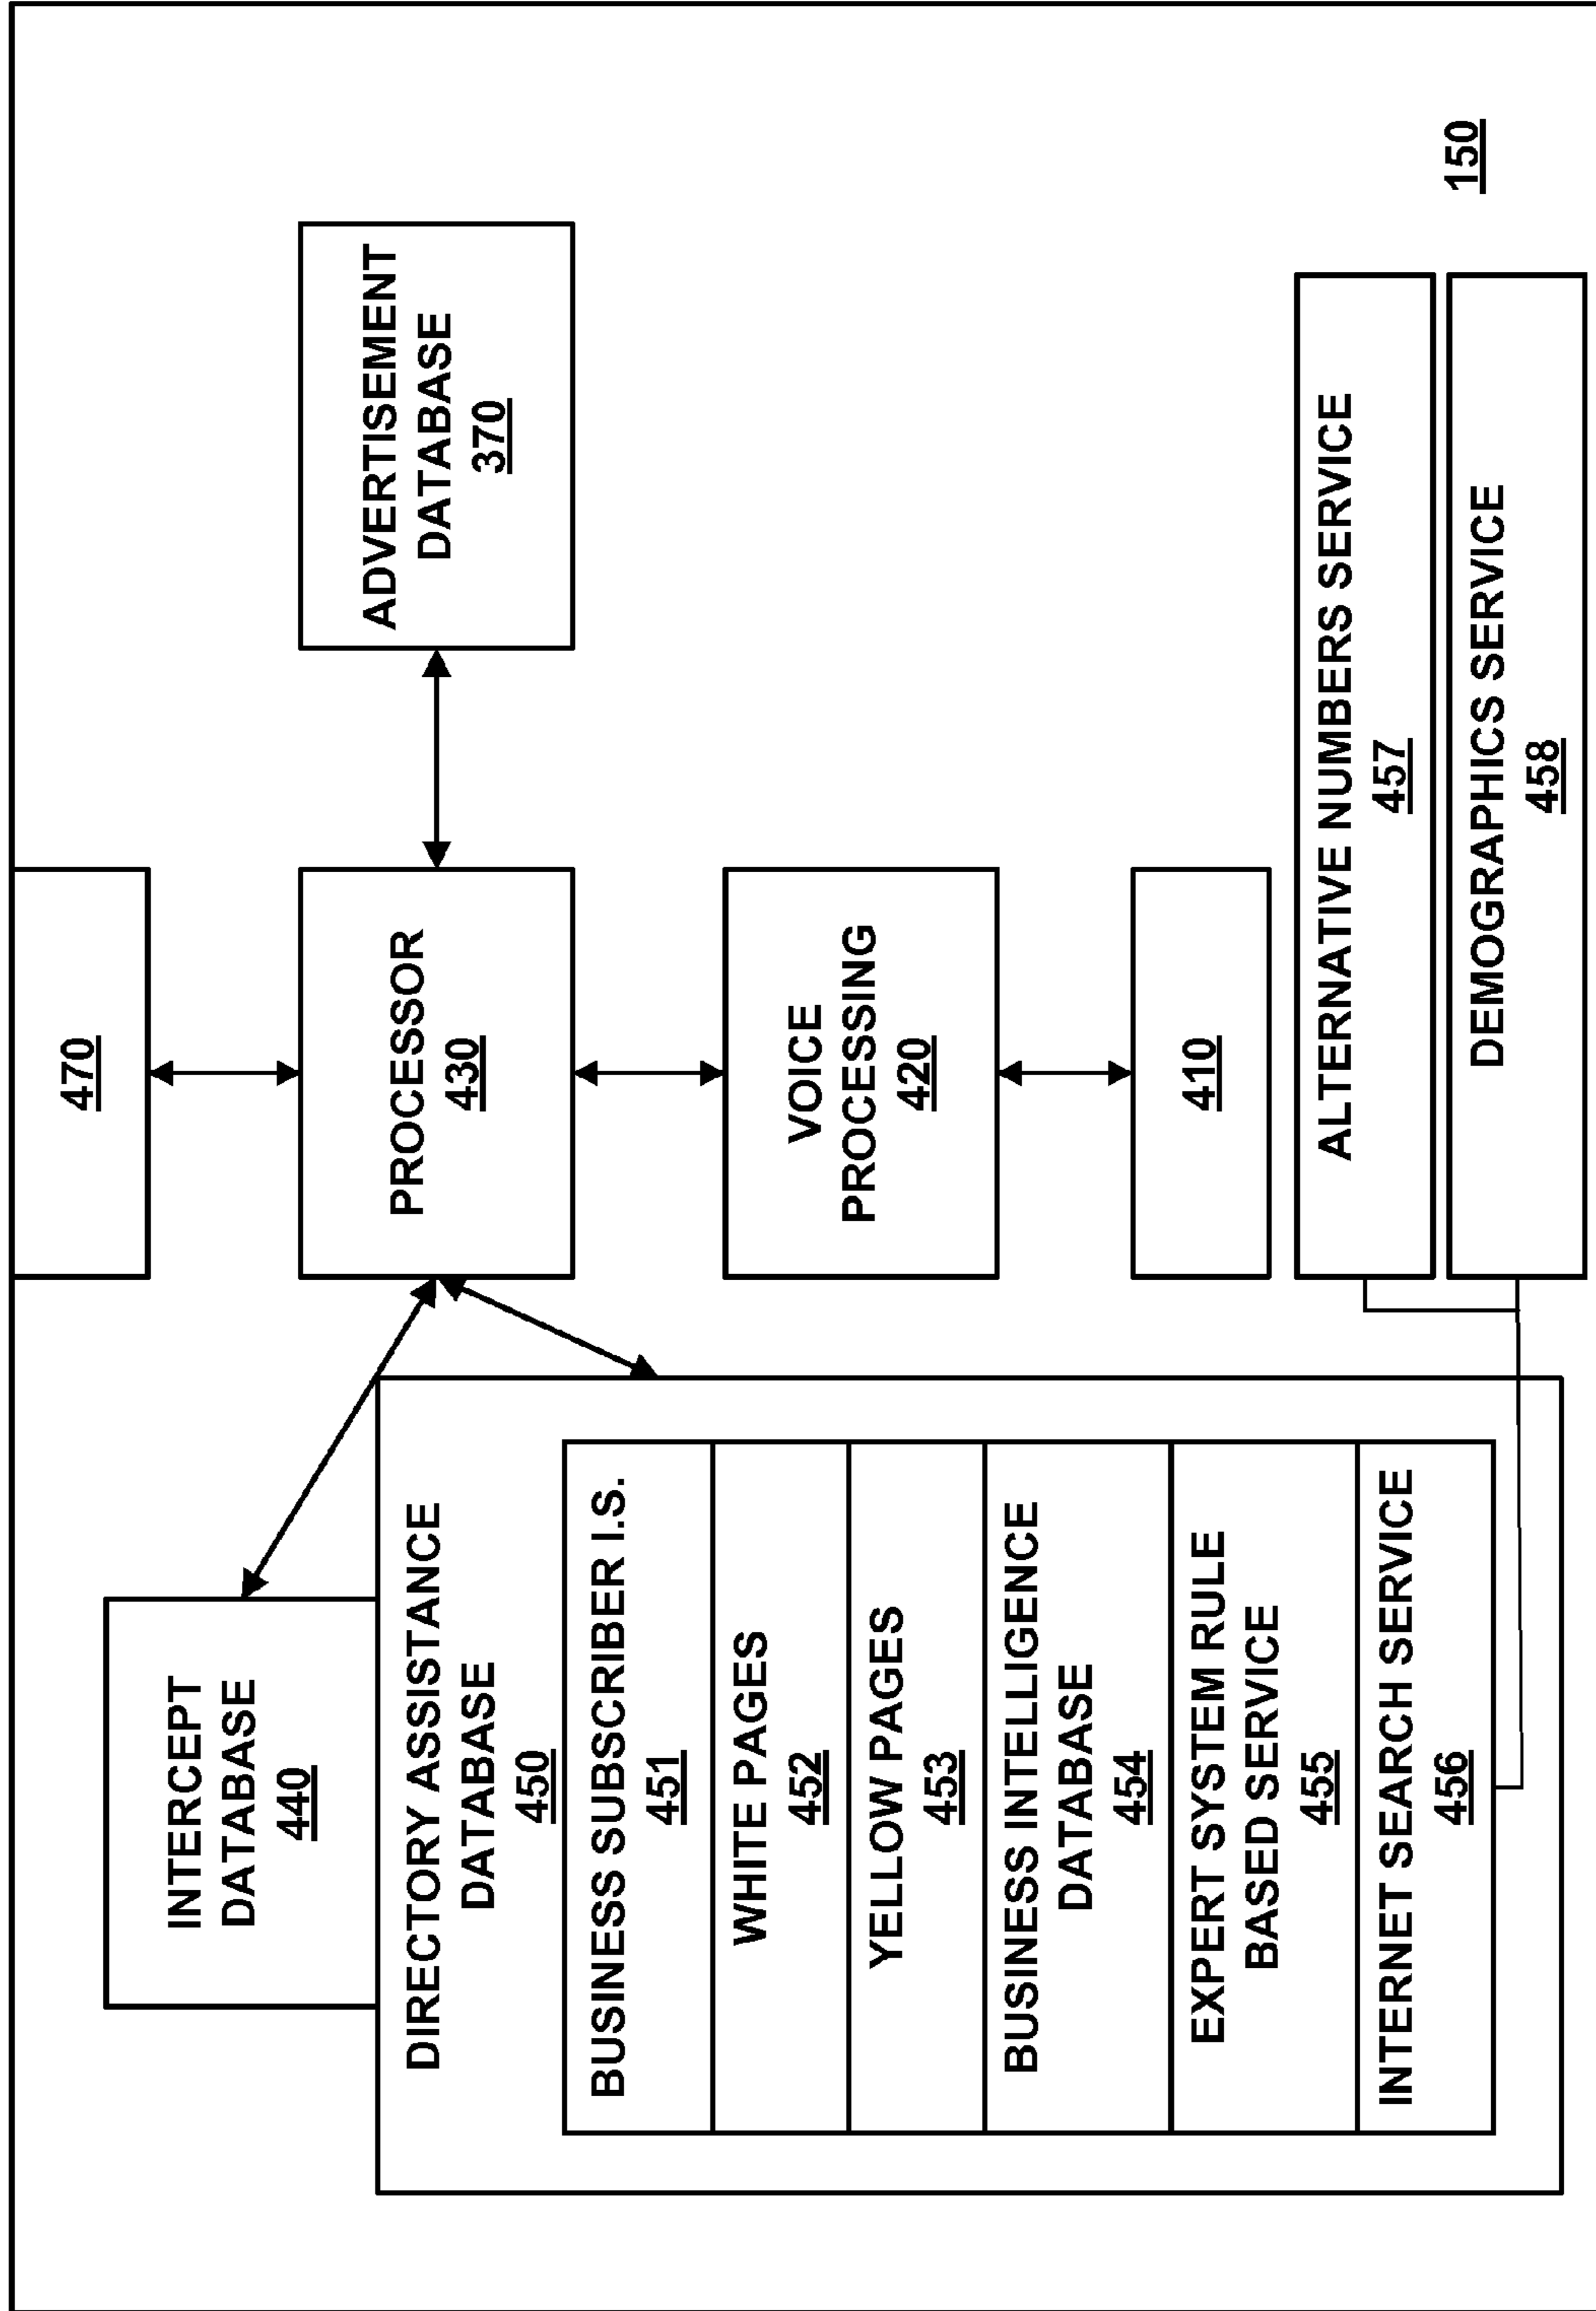 INTERCEPT
DATABASE
440
DIRECTORY ASSISTANCE
DATABASE
450
BUSINESS SUBSCRIBER I.S.
451
WHITE PAGES
452
YELLOW PAGES
453
BUSINESS INTELLIGENCE
DATABASE
454
EXPERT SYSTEM RULE
BASED SERVICE
455
INTERNET SEARCH SERVICE
456
470
PROCESSOR
430
VOICE
PROCESSING
420
410
ADVERTISEMENT
DATABASE
370
ALTERNATIVE NUMBERS SERVICE
457
DEMOGRAPHICS SERVICE
458
150